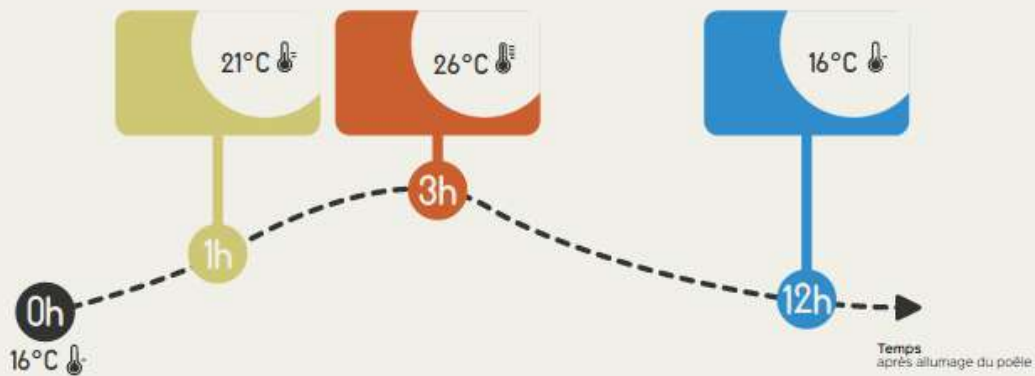 21°C
26°C
16°C
3h
1h
12h
0h
16°C
Temps
après allumage du poêle